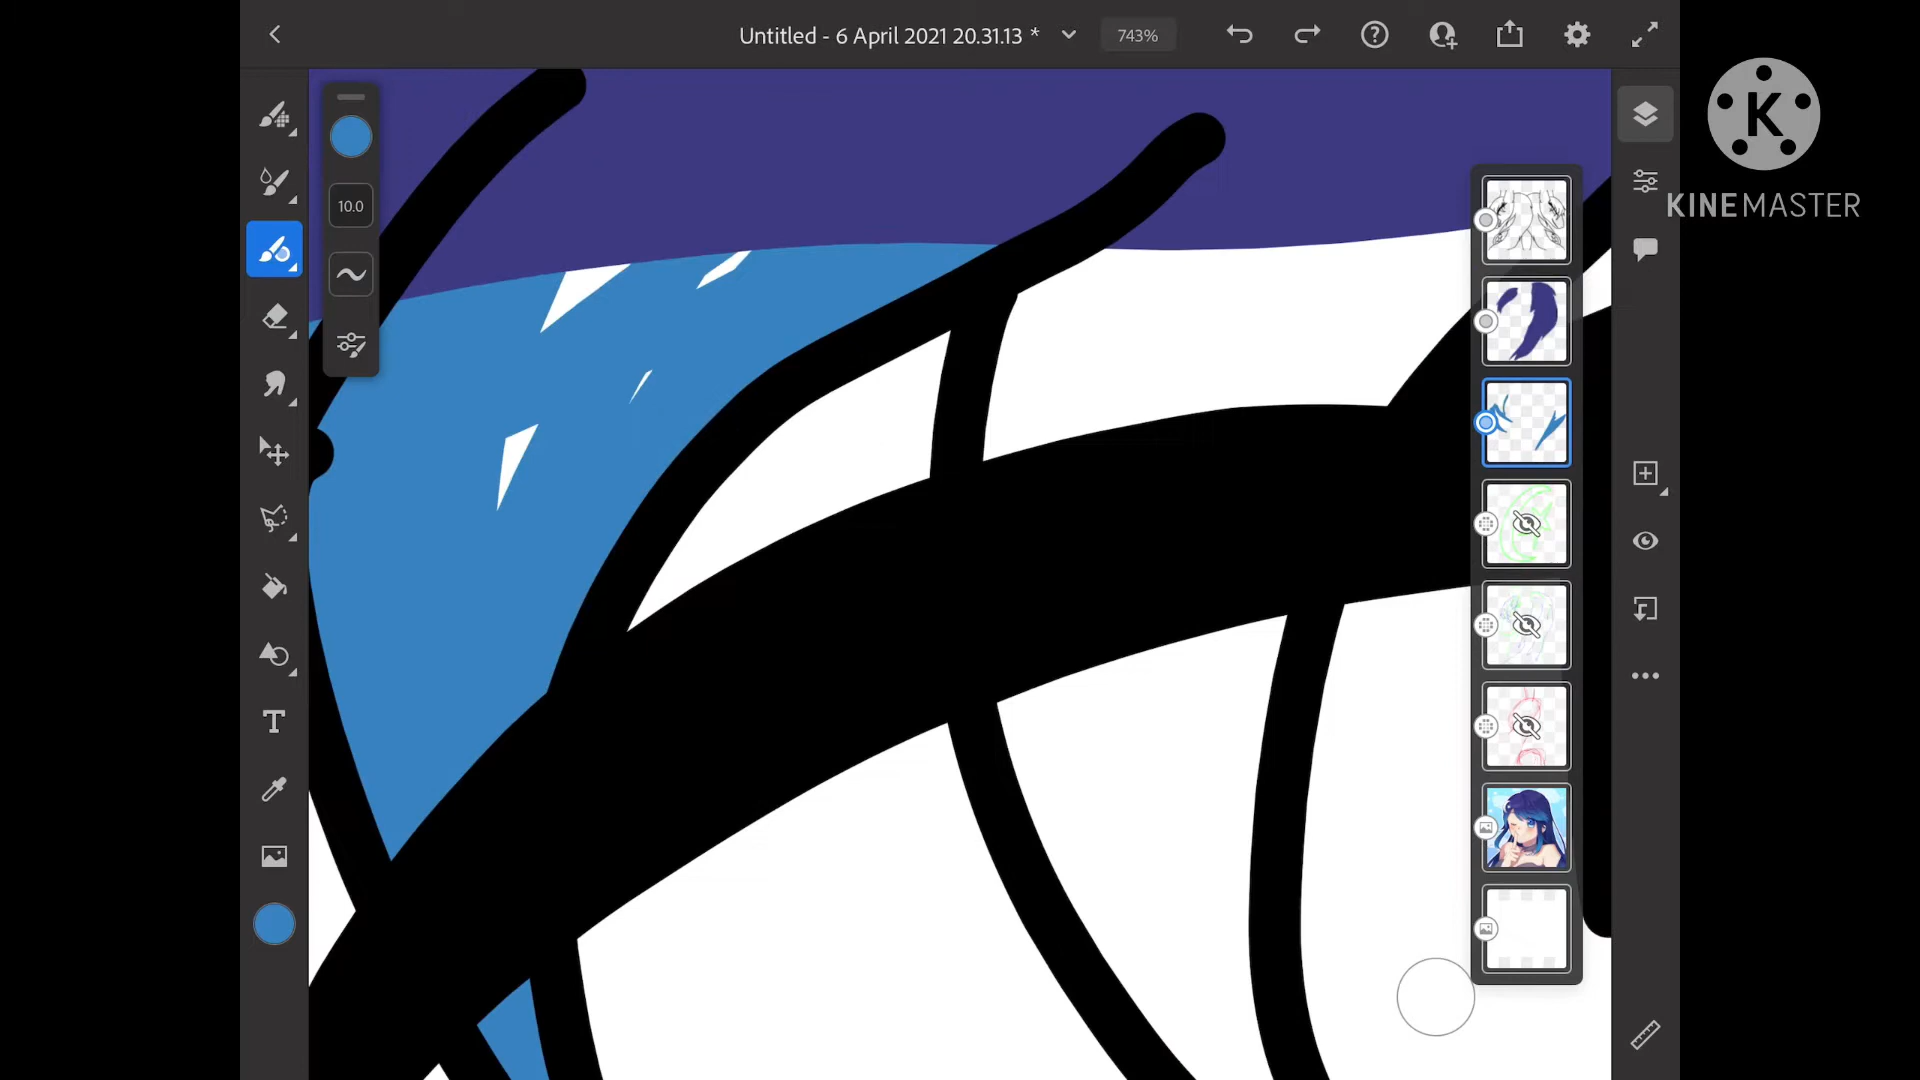 Untitled - 6 April 2021 20.31.13 *
743%
10.0
T
K
KINEMASTER